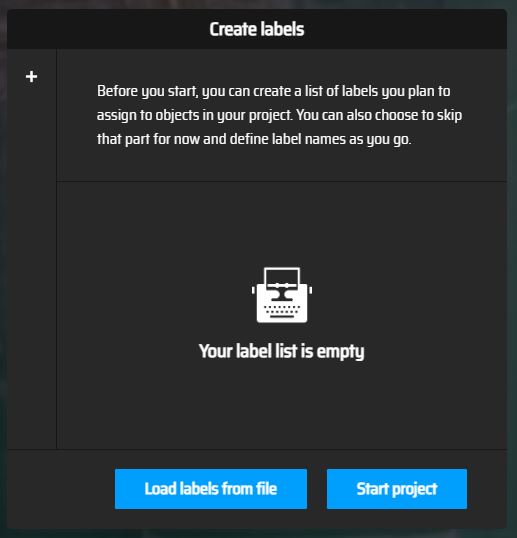 Create labels
+
Before you start, you can create a list of labels you plan to
assign to objects in your project. You can also choose to skip
that part for now and define label names as you go.
Your label list is empty
Load labels from file
Start project